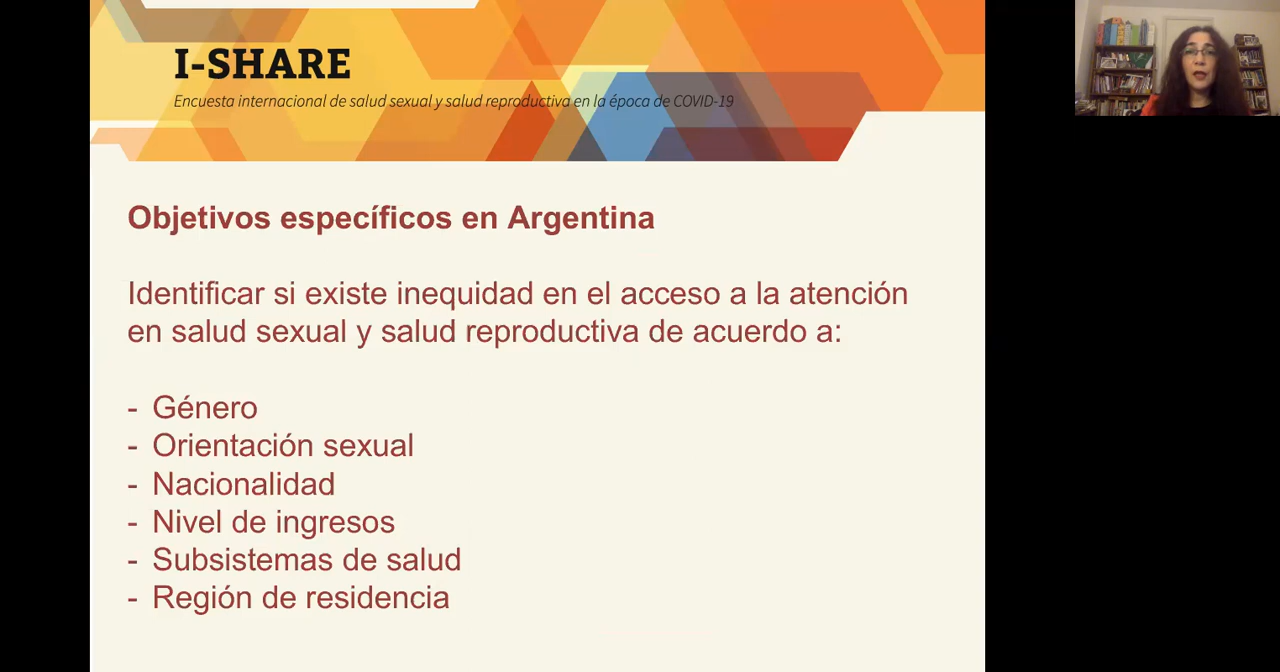 I-SHARE
Encuesta internacional de salud sexual y salud reproductiva en la época de COVID-19
Objetivos específicos en Argentina
Identificar si existe inequidad en el acceso a la atención
en salud sexual y salud reproductiva de acuerdo a:
- Género
- Orientación sexual
- Nacionalidad
- Nivel de ingresos
- Subsistemas de salud
- Región de residencia